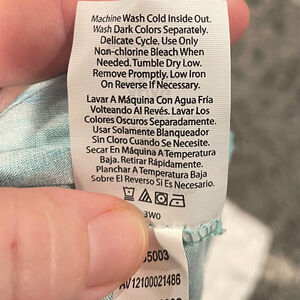 Machine Wash Cold Inside Out.
Wash Dark Colors Separately.
Delicate Cycle. Use Only
Non-chlorine Bleach When
Needed. Tumble Dry Low.
Remove Promptly. Low Iron
On Reverse If Necessary.
Lavar A Máquina Con Agua Fría
Volteando Al Revés. Lavar Los
Colores Oscuros Separadamente.
Usar Solamente Blanqueador
Sin Cloro Cuando Se Necesite.
Secar En Máquina A Temperatura
Baja. Retirar Rápidamente.
Planchar A Temperatura Baja
Sobre El Reverso Si Es Necesario.
3W0
5003
AV12100021486